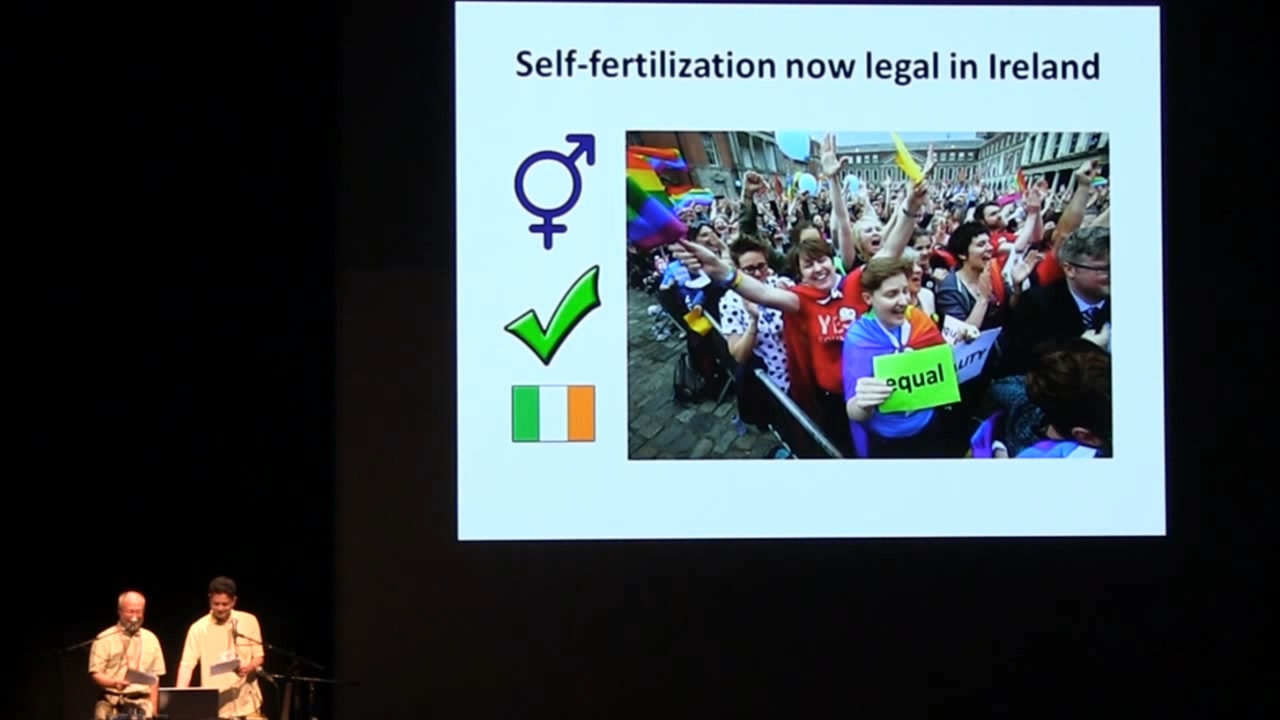 Self-fertilization now legal in Ireland
YES
equal